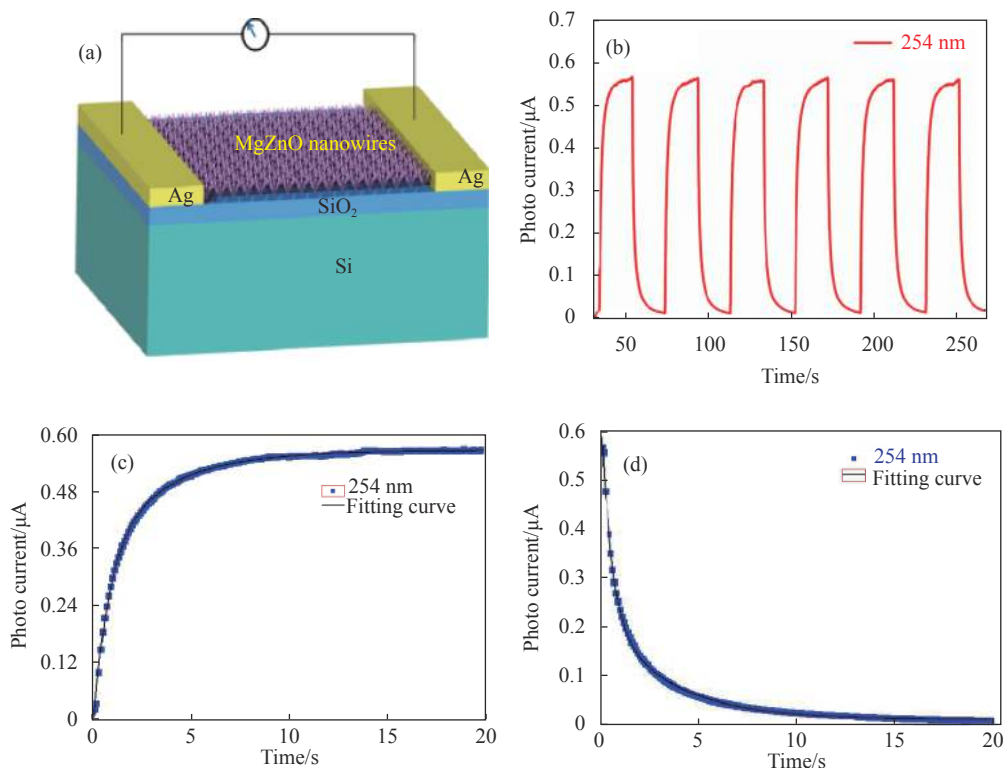 (a)
MgZnO nanowires
Ag
Ag
SiO₂
Si
(b)
254 nm
0.7
0.6
0.5
0.4
0.3
0.2
0.1
0
Photo current/μA
50
100
150
200
250
Time/s
(c)
254 nm
Fitting curve
0.60
0.48
0.36
0.24
0.12
0
Photo current/μA
0
5
10
15
20
Time/s
(d)
254 nm
Fitting curve
0.6
0.5
0.4
0.3
0.2
0.1
0
Photo current/μA
0
5
10
15
20
Time/s